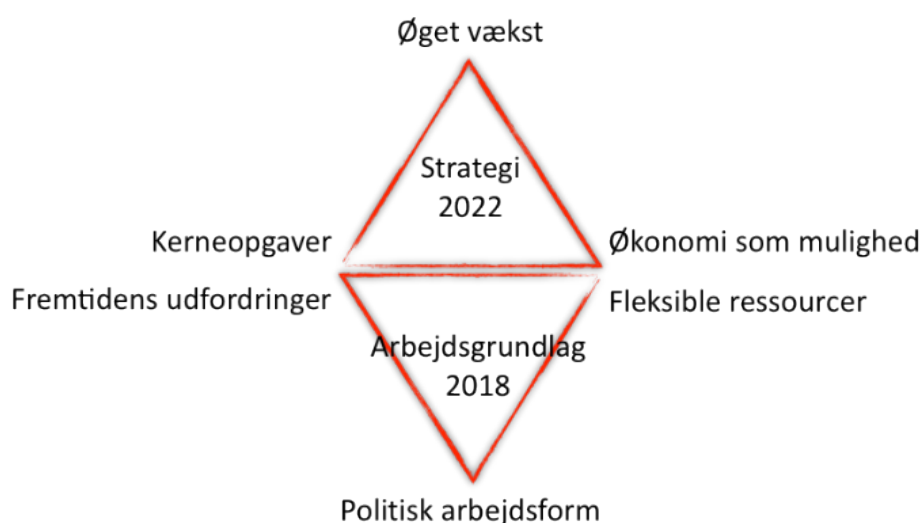 Øget vækst
Strategi
2022
Kerneopgaver
Økonomi som mulighed
Fremtidens udfordringer
Fleksible ressourcer
Arbejdsgrundlag
2018
Politisk arbejdsform